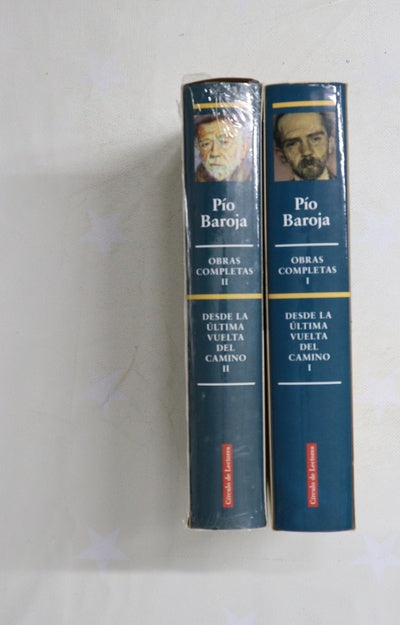 Pío
Baroja
OBRAS
COMPLETAS
II
DESDE LA
ÚLTIMA
VUELTA
DEL
CAMINO
II
Círculo de Lectores
Pío
Baroja
OBRAS
COMPLETAS
I
DESDE LA
ÚLTIMA
VUELTA
DEL
CAMINO
I
Círculo de Lectores